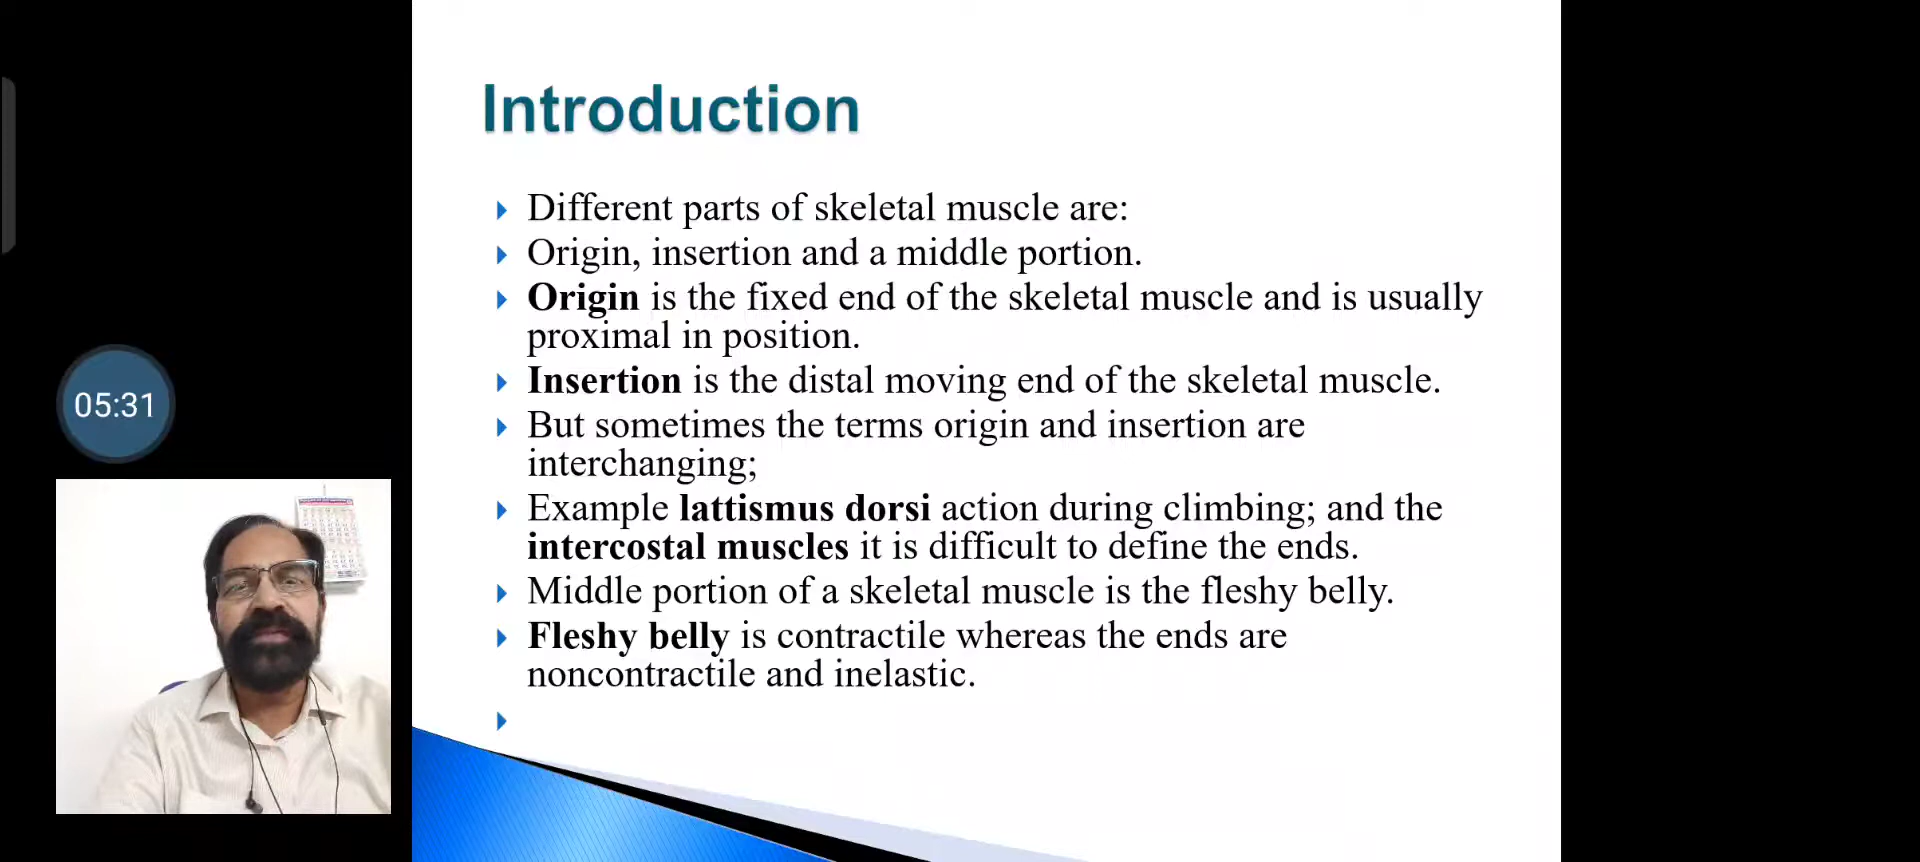 Introduction
Different parts of skeletal muscle are:
Origin, insertion and a middle portion.
Origin is the fixed end of the skeletal muscle and is usually
proximal in position.
Insertion is the distal moving end of the skeletal muscle.
But sometimes the terms origin and insertion are
interchanging;
Example lattismus dorsi action during climbing; and the
intercostal muscles it is difficult to define the ends.
Middle portion of a skeletal muscle is the fleshy belly.
Fleshy belly is contractile whereas the ends are
noncontractile and inelastic.
05:31